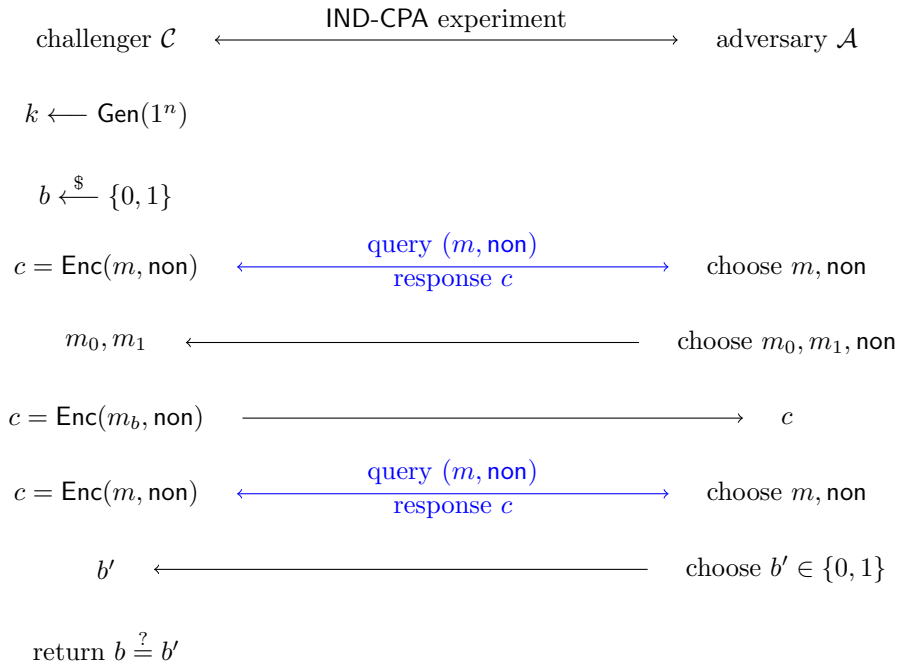 IND-CPA experiment
challenger 𝒞 adversary 𝒜
k ⟵ Gen(1ⁿ)
b ⟵$ {0, 1}
query (m, non)
c = Enc(m, non) choose m, non
response c
m₀, m₁ choose m₀, m₁, non
c = Enc(m_b, non) c
query (m, non)
c = Enc(m, non) choose m, non
response c
b′ choose b′ ∈ {0, 1}
return b ≟ b′